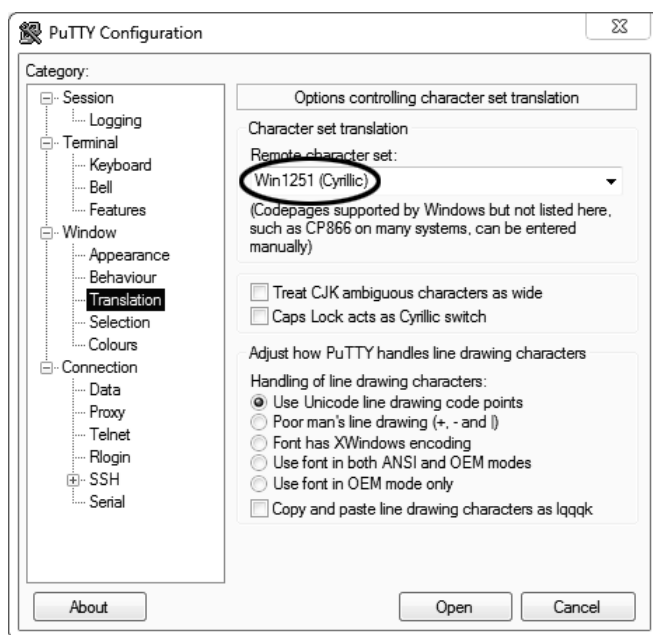 PuTTY Configuration
Category:
Session
Logging
Terminal
Keyboard
Bell
Features
Window
Appearance
Behaviour
Translation
Selection
Colours
Connection
Data
Proxy
Telnet
Rlogin
SSH
Serial
Options controlling character set translation
Character set translation
Remote character set:
Win1251 (Cyrillic)
(Codepages supported by Windows but not listed here,
such as CP866 on many systems, can be entered
manually)
Treat CJK ambiguous characters as wide
Caps Lock acts as Cyrillic switch
Adjust how PuTTY handles line drawing characters
Handling of line drawing characters:
Use Unicode line drawing code points
Poor man's line drawing (+, - and |)
Font has XWindows encoding
Use font in both ANSI and OEM modes
Use font in OEM mode only
Copy and paste line drawing characters as lqqqk
About
Open
Cancel